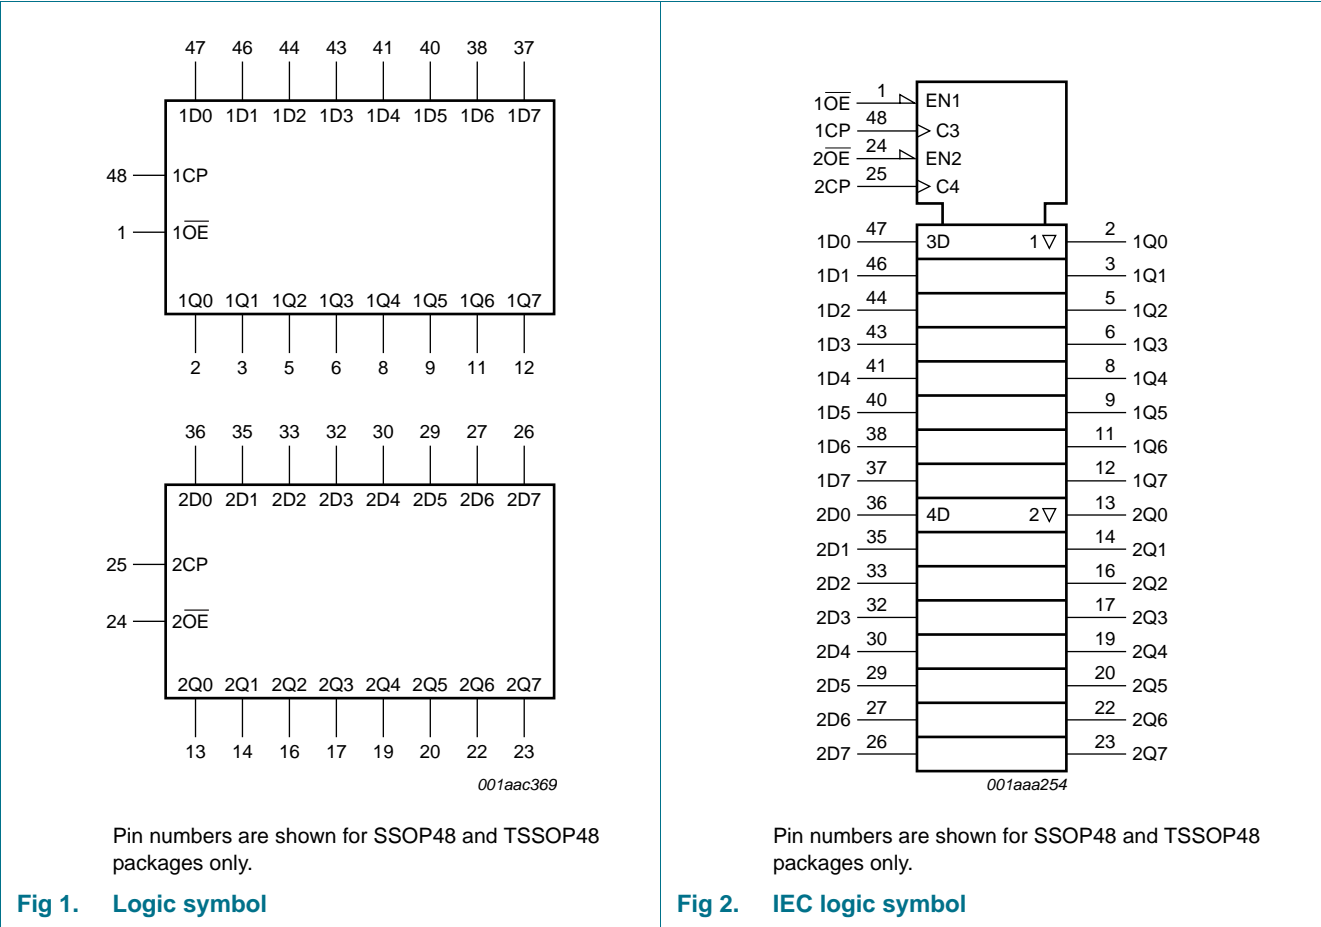 47 46 44 43 41 40 38 37
1D0 1D1 1D2 1D3 1D4 1D5 1D6 1D7
48 1CP
1 1O̅E̅
1Q0 1Q1 1Q2 1Q3 1Q4 1Q5 1Q6 1Q7
2 3 5 6 8 9 11 12
36 35 33 32 30 29 27 26
2D0 2D1 2D2 2D3 2D4 2D5 2D6 2D7
25 2CP
24 2O̅E̅
2Q0 2Q1 2Q2 2Q3 2Q4 2Q5 2Q6 2Q7
13 14 16 17 19 20 22 23
001aac369
Pin numbers are shown for SSOP48 and TSSOP48
packages only.
Fig 1. Logic symbol
1O̅E̅ 1 EN1
1CP 48 C3
2O̅E̅ 24 EN2
2CP 25 C4
1D0 47 3D 1▽ 2 1Q0
1D1 46 3 1Q1
1D2 44 5 1Q2
1D3 43 6 1Q3
1D4 41 8 1Q4
1D5 40 9 1Q5
1D6 38 11 1Q6
1D7 37 12 1Q7
2D0 36 4D 2▽ 13 2Q0
2D1 35 14 2Q1
2D2 33 16 2Q2
2D3 32 17 2Q3
2D4 30 19 2Q4
2D5 29 20 2Q5
2D6 27 22 2Q6
2D7 26 23 2Q7
001aaa254
Pin numbers are shown for SSOP48 and TSSOP48
packages only.
Fig 2. IEC logic symbol